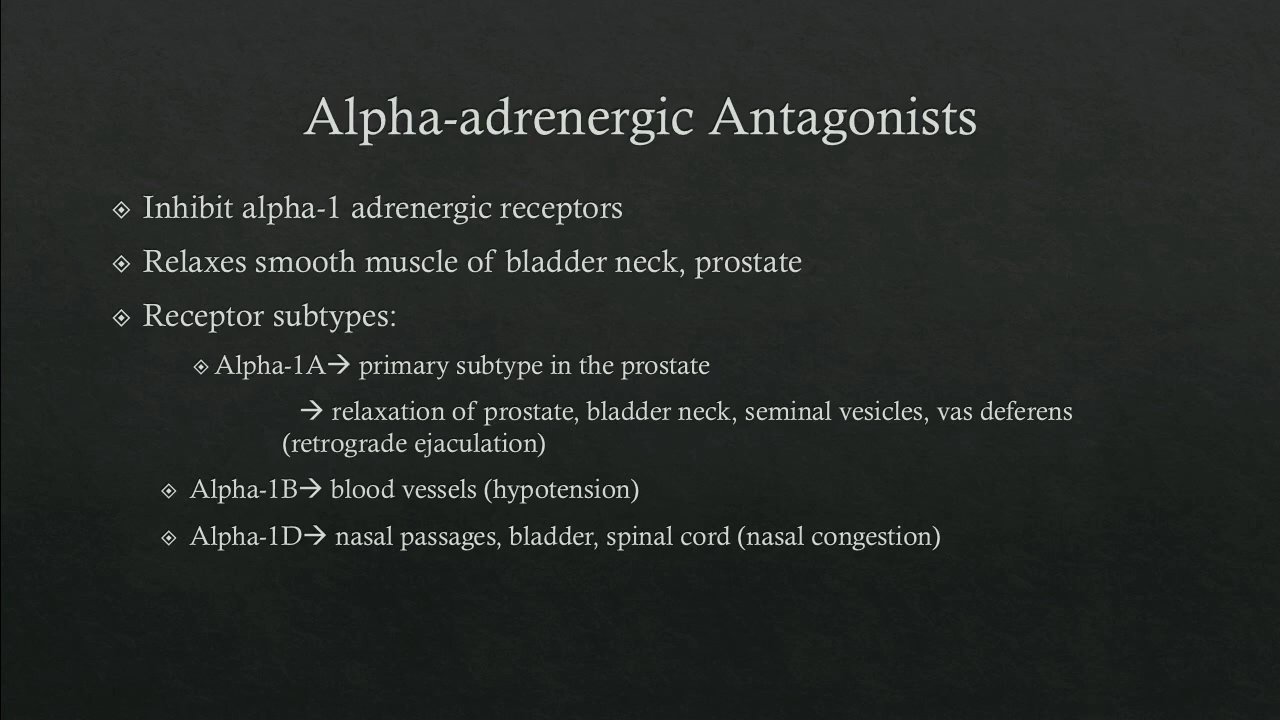 Alpha-adrenergic Antagonists
◈ Inhibit alpha-1 adrenergic receptors
◈ Relaxes smooth muscle of bladder neck, prostate
◈ Receptor subtypes:
◈ Alpha-1A→ primary subtype in the prostate
→ relaxation of prostate, bladder neck, seminal vesicles, vas deferens
(retrograde ejaculation)
◈ Alpha-1B→ blood vessels (hypotension)
◈ Alpha-1D→ nasal passages, bladder, spinal cord (nasal congestion)